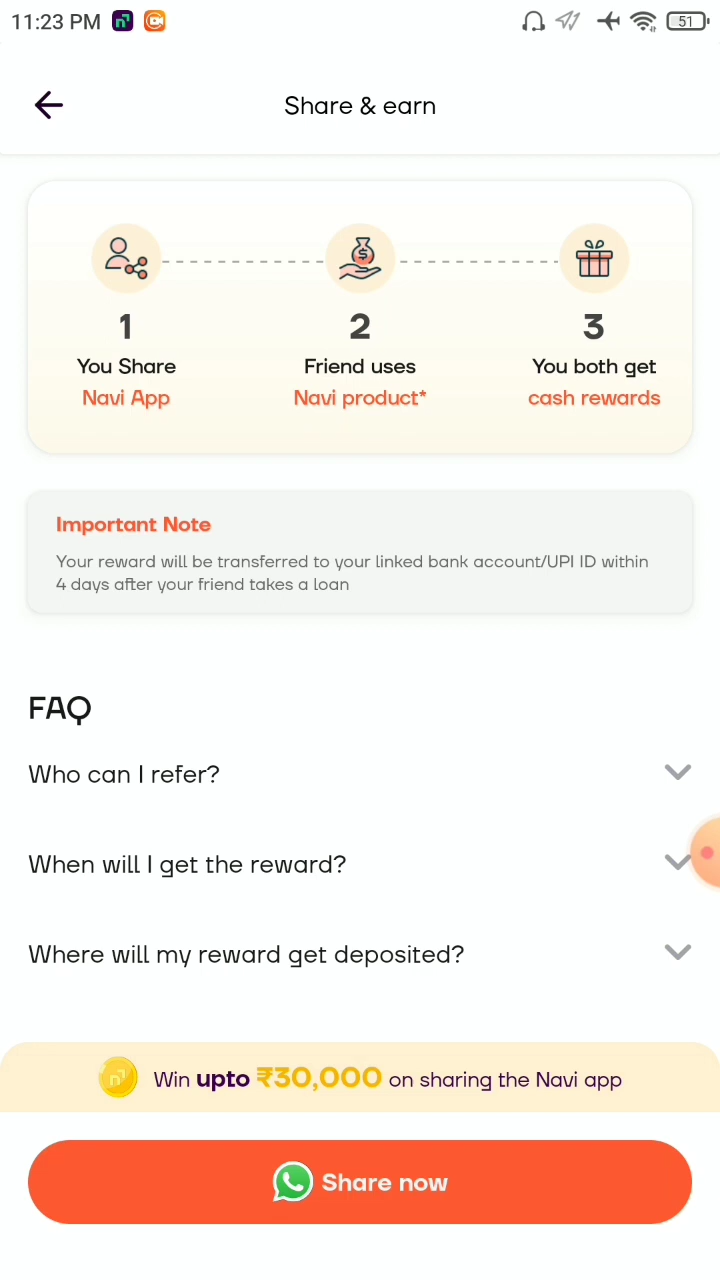 11:23 PM
51
Share & earn
1
You Share
Navi App
2
Friend uses
Navi product*
3
You both get
cash rewards
Important Note
Your reward will be transferred to your linked bank account/UPI ID within
4 days after your friend takes a loan
FAQ
Who can I refer?
When will I get the reward?
Where will my reward get deposited?
Win upto ₹30,000 on sharing the Navi app
Share now